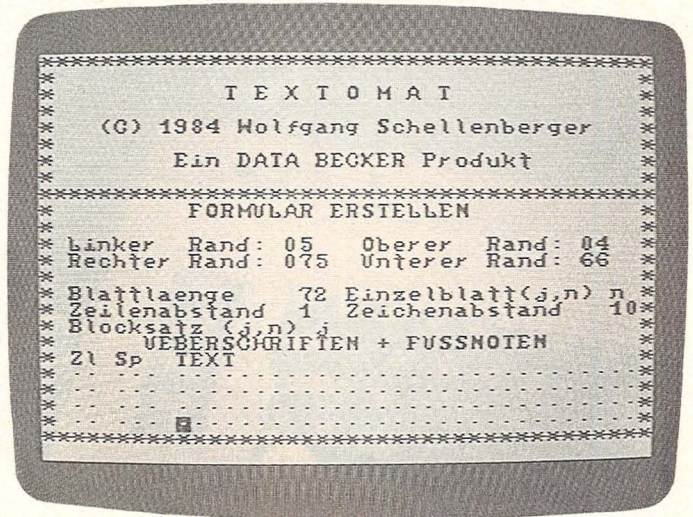 T E X T O M A T
(C) 1984 Wolfgang Schellenberger
Ein DATA BECKER Produkt
FORMULAR ERSTELLEN
Linker Rand: 05 Oberer Rand: 04
Rechter Rand: 075 Unterer Rand: 66
Blattlaenge 72 Einzelblatt(j,n) n
Zeilenabstand 1 Zeichenabstand 10
Blocksatz (j,n) j
UEBERSCHRIFTEN + FUSSNOTEN
Zl Sp TEXT